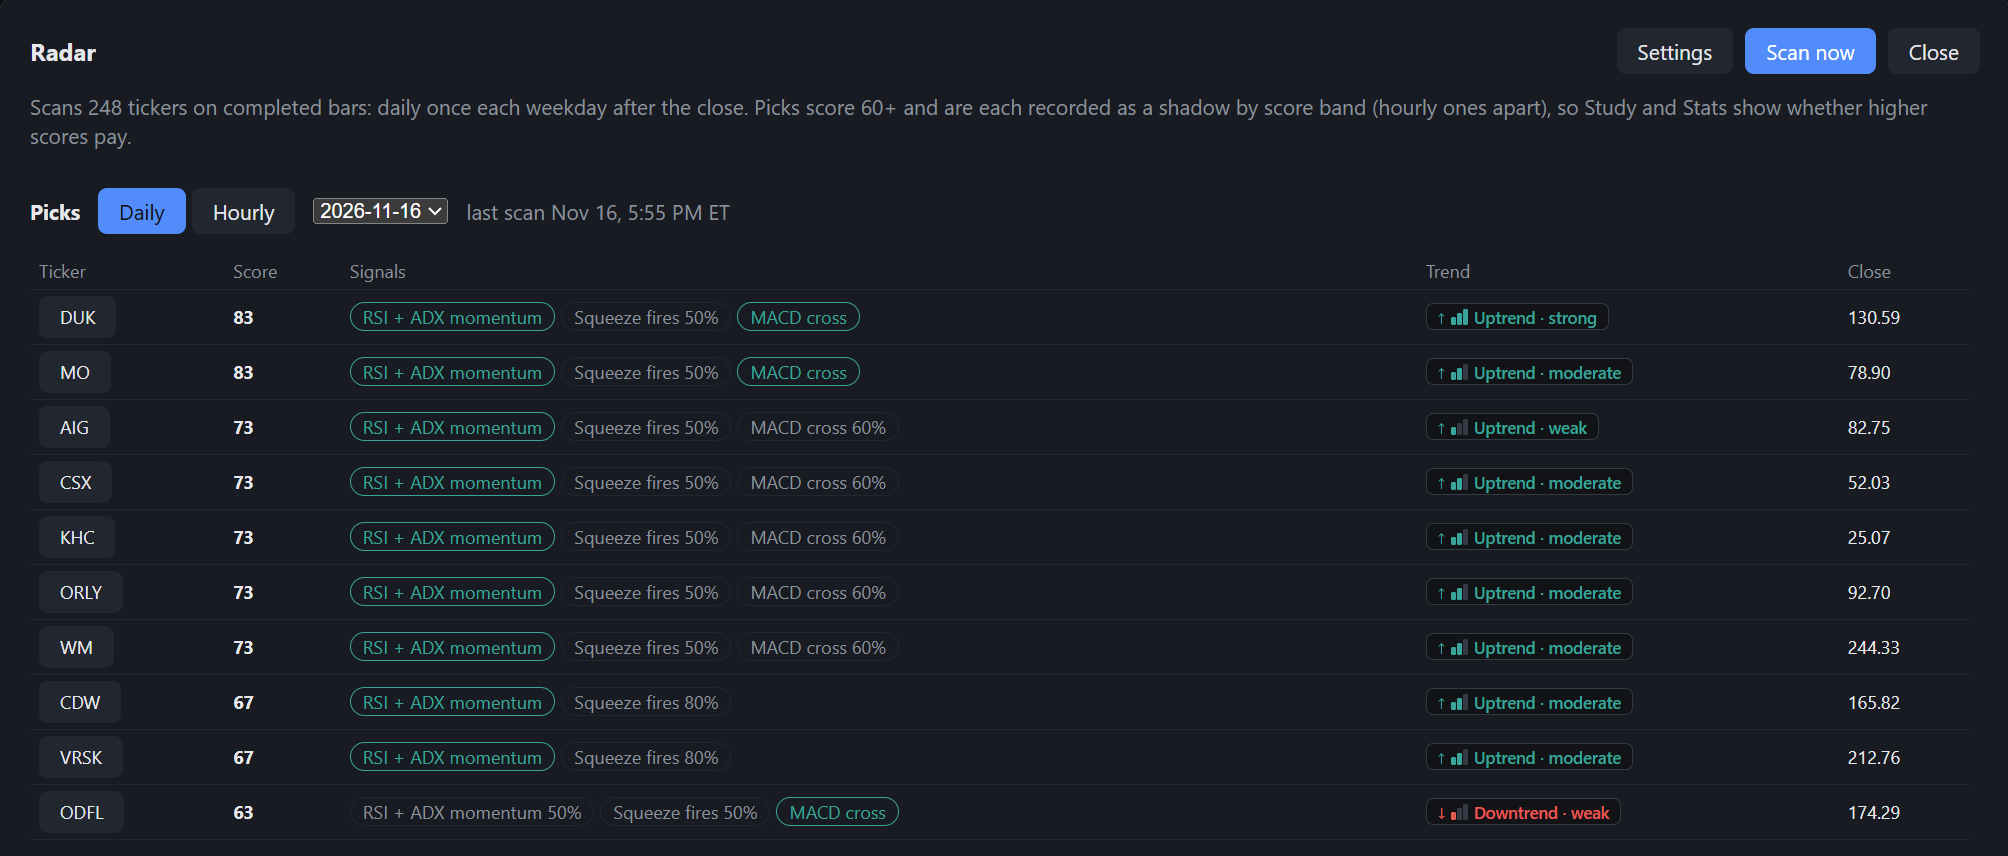 Radar
Settings
Scan now
Close
Scans 248 tickers on completed bars: daily once each weekday after the close. Picks score 60+ and are each recorded as a shadow by score band (hourly ones apart), so Study and Stats show whether higher
scores pay.
Picks Daily Hourly 2026-11-16 last scan Nov 16, 5:55 PM ET
Ticker Score Signals Trend Close
DUK 83 RSI + ADX momentum Squeeze fires 50% MACD cross ↑ Uptrend · strong 130.59
MO 83 RSI + ADX momentum Squeeze fires 50% MACD cross ↑ Uptrend · moderate 78.90
AIG 73 RSI + ADX momentum Squeeze fires 50% MACD cross 60% ↑ Uptrend · weak 82.75
CSX 73 RSI + ADX momentum Squeeze fires 50% MACD cross 60% ↑ Uptrend · moderate 52.03
KHC 73 RSI + ADX momentum Squeeze fires 50% MACD cross 60% ↑ Uptrend · moderate 25.07
ORLY 73 RSI + ADX momentum Squeeze fires 50% MACD cross 60% ↑ Uptrend · moderate 92.70
WM 73 RSI + ADX momentum Squeeze fires 50% MACD cross 60% ↑ Uptrend · moderate 244.33
CDW 67 RSI + ADX momentum Squeeze fires 80% ↑ Uptrend · moderate 165.82
VRSK 67 RSI + ADX momentum Squeeze fires 80% ↑ Uptrend · moderate 212.76
ODFL 63 RSI + ADX momentum 50% Squeeze fires 50% MACD cross ↓ Downtrend · weak 174.29